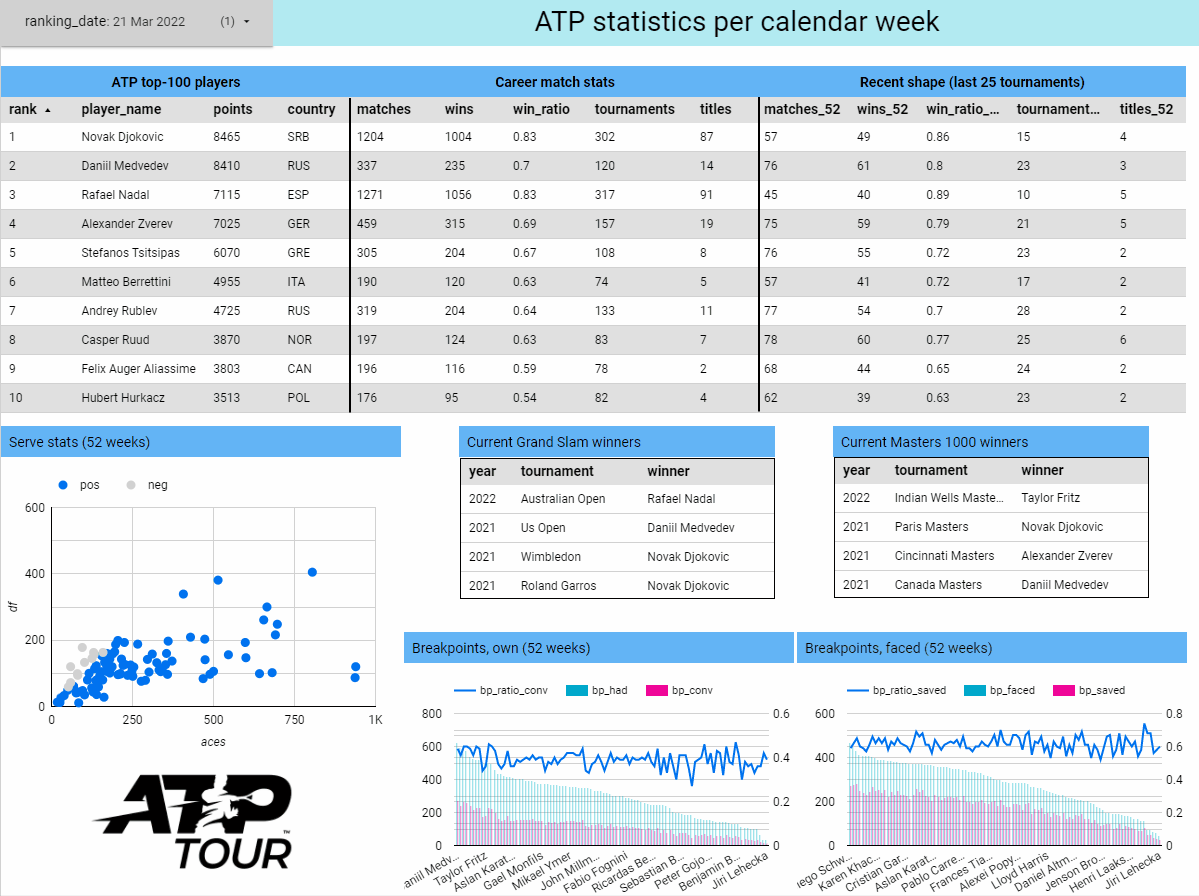 ranking_date: 21 Mar 2022 (1)
ATP statistics per calendar week
ATP top-100 players Career match stats Recent shape (last 25 tournaments)
rank player_name points country matches wins win_ratio tournaments titles matches_52 wins_52 win_ratio_... tournament... titles_52
1 Novak Djokovic 8465 SRB 1204 1004 0.83 302 87 57 49 0.86 15 4
2 Daniil Medvedev 8410 RUS 337 235 0.7 120 14 76 61 0.8 23 3
3 Rafael Nadal 7115 ESP 1271 1056 0.83 317 91 45 40 0.89 10 5
4 Alexander Zverev 7025 GER 459 315 0.69 157 19 75 59 0.79 21 5
5 Stefanos Tsitsipas 6070 GRE 305 204 0.67 108 8 76 55 0.72 23 2
6 Matteo Berrettini 4955 ITA 190 120 0.63 74 5 57 41 0.72 17 2
7 Andrey Rublev 4725 RUS 319 204 0.64 133 11 77 54 0.7 28 2
8 Casper Ruud 3870 NOR 197 124 0.63 83 7 78 60 0.77 25 6
9 Felix Auger Aliassime 3803 CAN 196 116 0.59 78 2 68 44 0.65 24 2
10 Hubert Hurkacz 3513 POL 176 95 0.54 82 4 62 39 0.63 23 2
Serve stats (52 weeks)
pos neg
600
400
200
0
df
0 250 500 750 1K
aces
ATP
TOUR
™
Current Grand Slam winners
year tournament winner
2022 Australian Open Rafael Nadal
2021 Us Open Daniil Medvedev
2021 Wimbledon Novak Djokovic
2021 Roland Garros Novak Djokovic
Current Masters 1000 winners
year tournament winner
2022 Indian Wells Maste... Taylor Fritz
2021 Paris Masters Novak Djokovic
2021 Cincinnati Masters Alexander Zverev
2021 Canada Masters Daniil Medvedev
Breakpoints, own (52 weeks)
bp_ratio_conv bp_had bp_conv
800 0.6
600 0.4
400
200 0.2
0 0
aniil Medv... Taylor Fritz Aslan Karat... Gael Monfils Mikael Ymer John Millm... Fabio Fognini Ricardas Be... Sebastian B... Peter Gojo... Benjamin B... Jiri Lehecka
Breakpoints, faced (52 weeks)
bp_ratio_saved bp_faced bp_saved
600 0.8
0.6
400
0.4
200
0.2
0 0
iego Schw... Karen Khac... Cristian Gar... Aslan Karat... Pablo Carre... Frances Tia... Alexei Popy... Lloyd Harris Daniel Altm... Jenson Bro... Henri Laaks... Jiri Lehecka